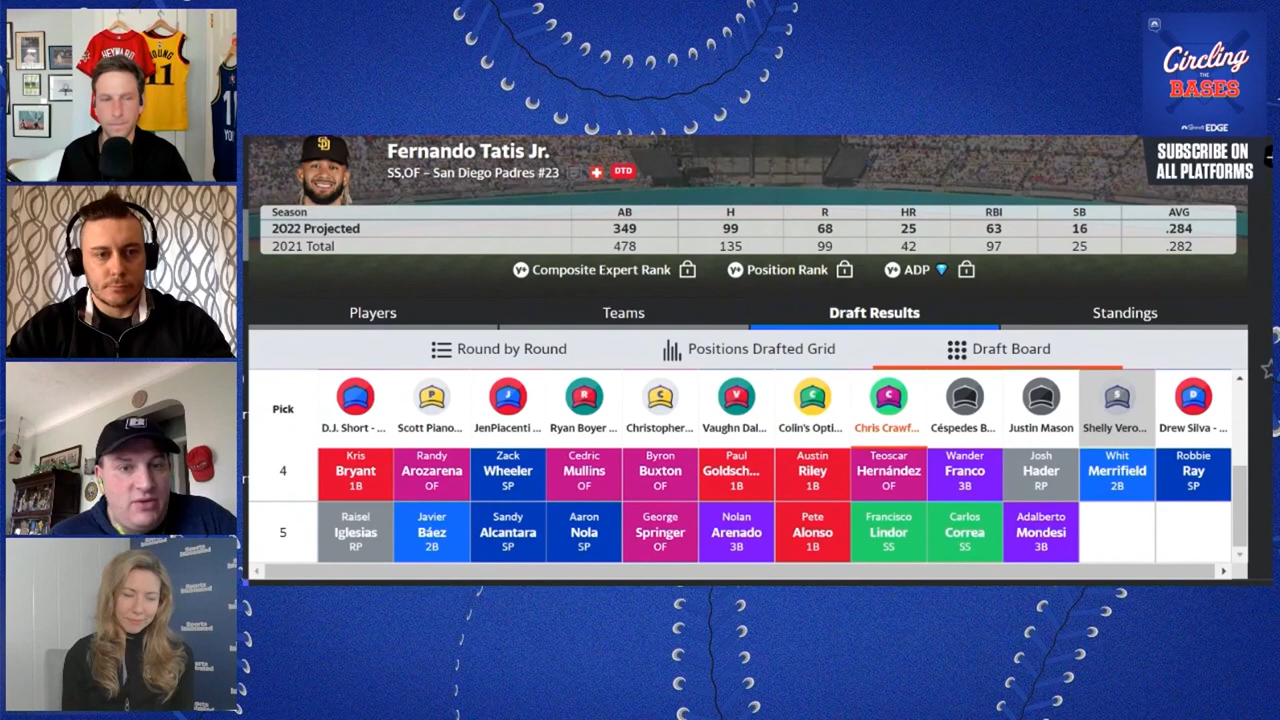 HEYWARD
YOUNG
11
Sports
Illustrated
Circling
THE
BASES
EDGE
SUBSCRIBE ON
ALL PLATFORMS
Fernando Tatis Jr.
SS,OF – San Diego Padres #23 DTD
Season AB H R HR RBI SB AVG
2022 Projected 349 99 68 25 63 16 .284
2021 Total 478 135 99 42 97 25 .282
Y+ Composite Expert Rank Y+ Position Rank Y+ ADP
Players Teams Draft Results Standings
Round by Round Positions Drafted Grid Draft Board
P J R C V C C S D
Pick D.J. Short - ... Scott Piano... JenPiacenti ... Ryan Boyer ... Christopher... Vaughn Dal... Colin's Opti... Chris Crawf... Céspedes B... Justin Mason Shelly Vero... Drew Silva - ...
Kris Randy Zack Cedric Byron Paul Austin Teoscar Wander Josh Whit Robbie
4 Bryant Arozarena Wheeler Mullins Buxton Goldsch... Riley Hernández Franco Hader Merrifield Ray
1B OF SP OF OF 1B 1B OF 3B RP 2B SP
Raisel Javier Sandy Aaron George Nolan Pete Francisco Carlos Adalberto
5 Iglesias Báez Alcantara Nola Springer Arenado Alonso Lindor Correa Mondesi
RP 2B SP SP OF 3B 1B SS SS 3B